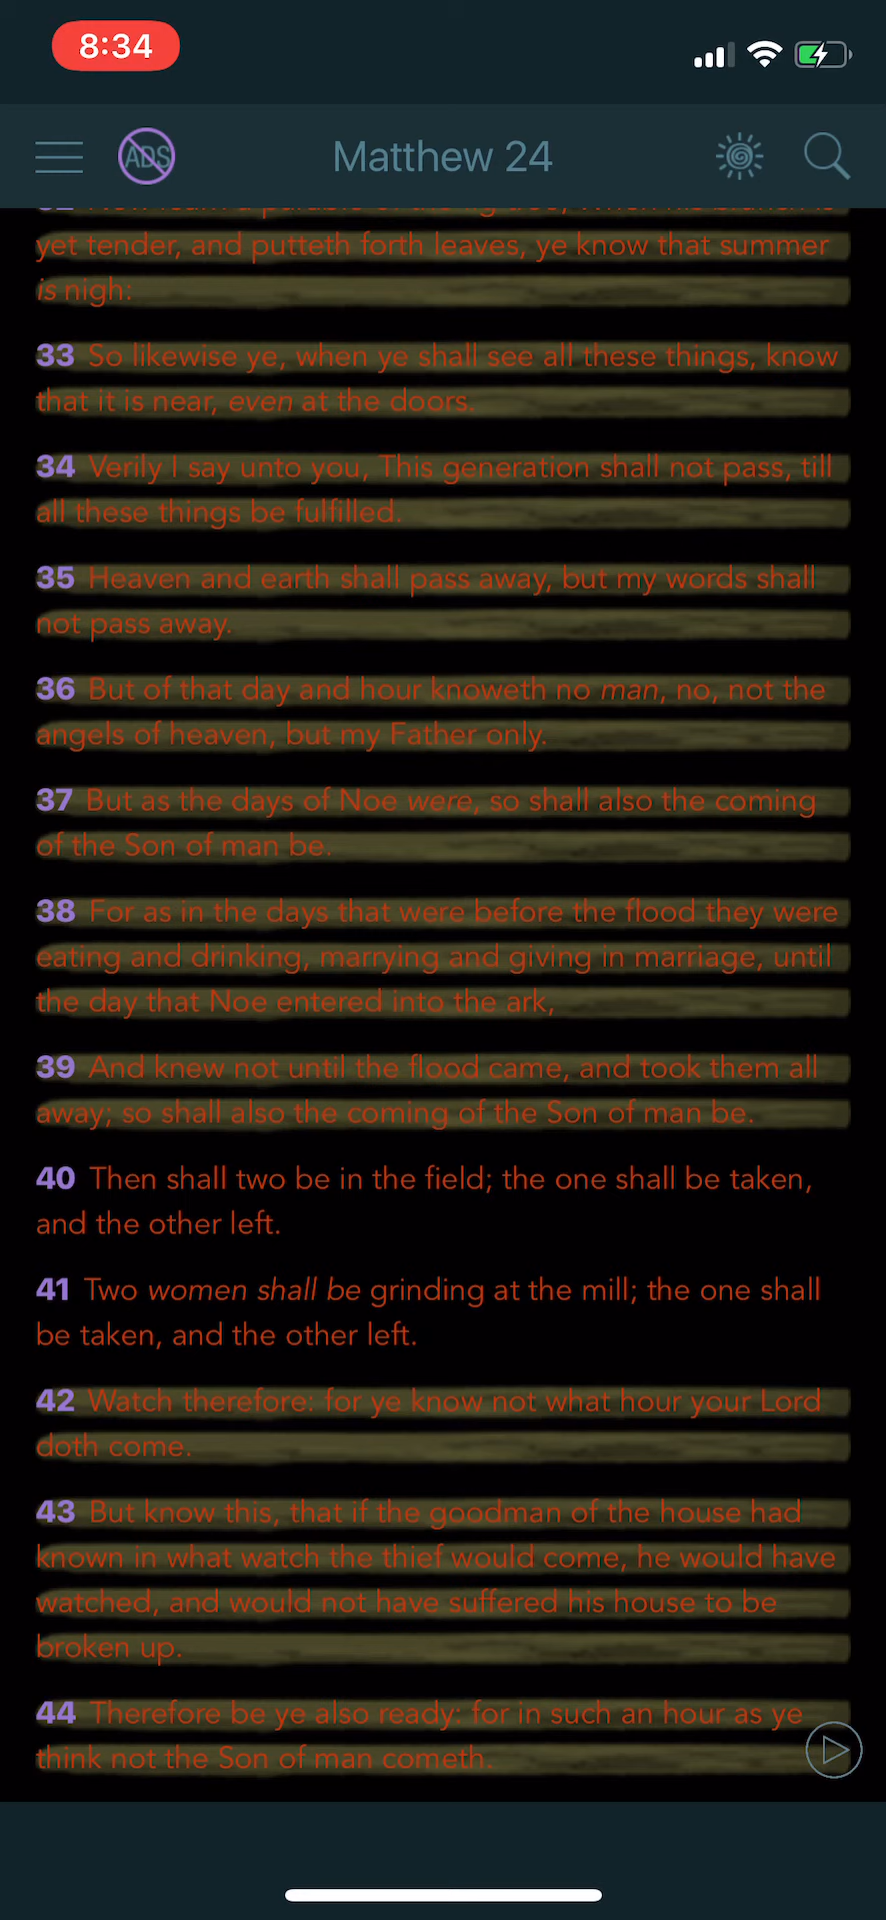 8:34
ADS
Matthew 24
yet tender, and putteth forth leaves, ye know that summer
is nigh:
33 So likewise ye, when ye shall see all these things, know
that it is near, even at the doors.
34 Verily I say unto you, This generation shall not pass, till
all these things be fulfilled.
35 Heaven and earth shall pass away, but my words shall
not pass away.
36 But of that day and hour knoweth no man, no, not the
angels of heaven, but my Father only.
37 But as the days of Noe were, so shall also the coming
of the Son of man be.
38 For as in the days that were before the flood they were
eating and drinking, marrying and giving in marriage, until
the day that Noe entered into the ark,
39 And knew not until the flood came, and took them all
away; so shall also the coming of the Son of man be.
40 Then shall two be in the field; the one shall be taken,
and the other left.
41 Two women shall be grinding at the mill; the one shall
be taken, and the other left.
42 Watch therefore: for ye know not what hour your Lord
doth come.
43 But know this, that if the goodman of the house had
known in what watch the thief would come, he would have
watched, and would not have suffered his house to be
broken up.
44 Therefore be ye also ready: for in such an hour as ye
think not the Son of man cometh.